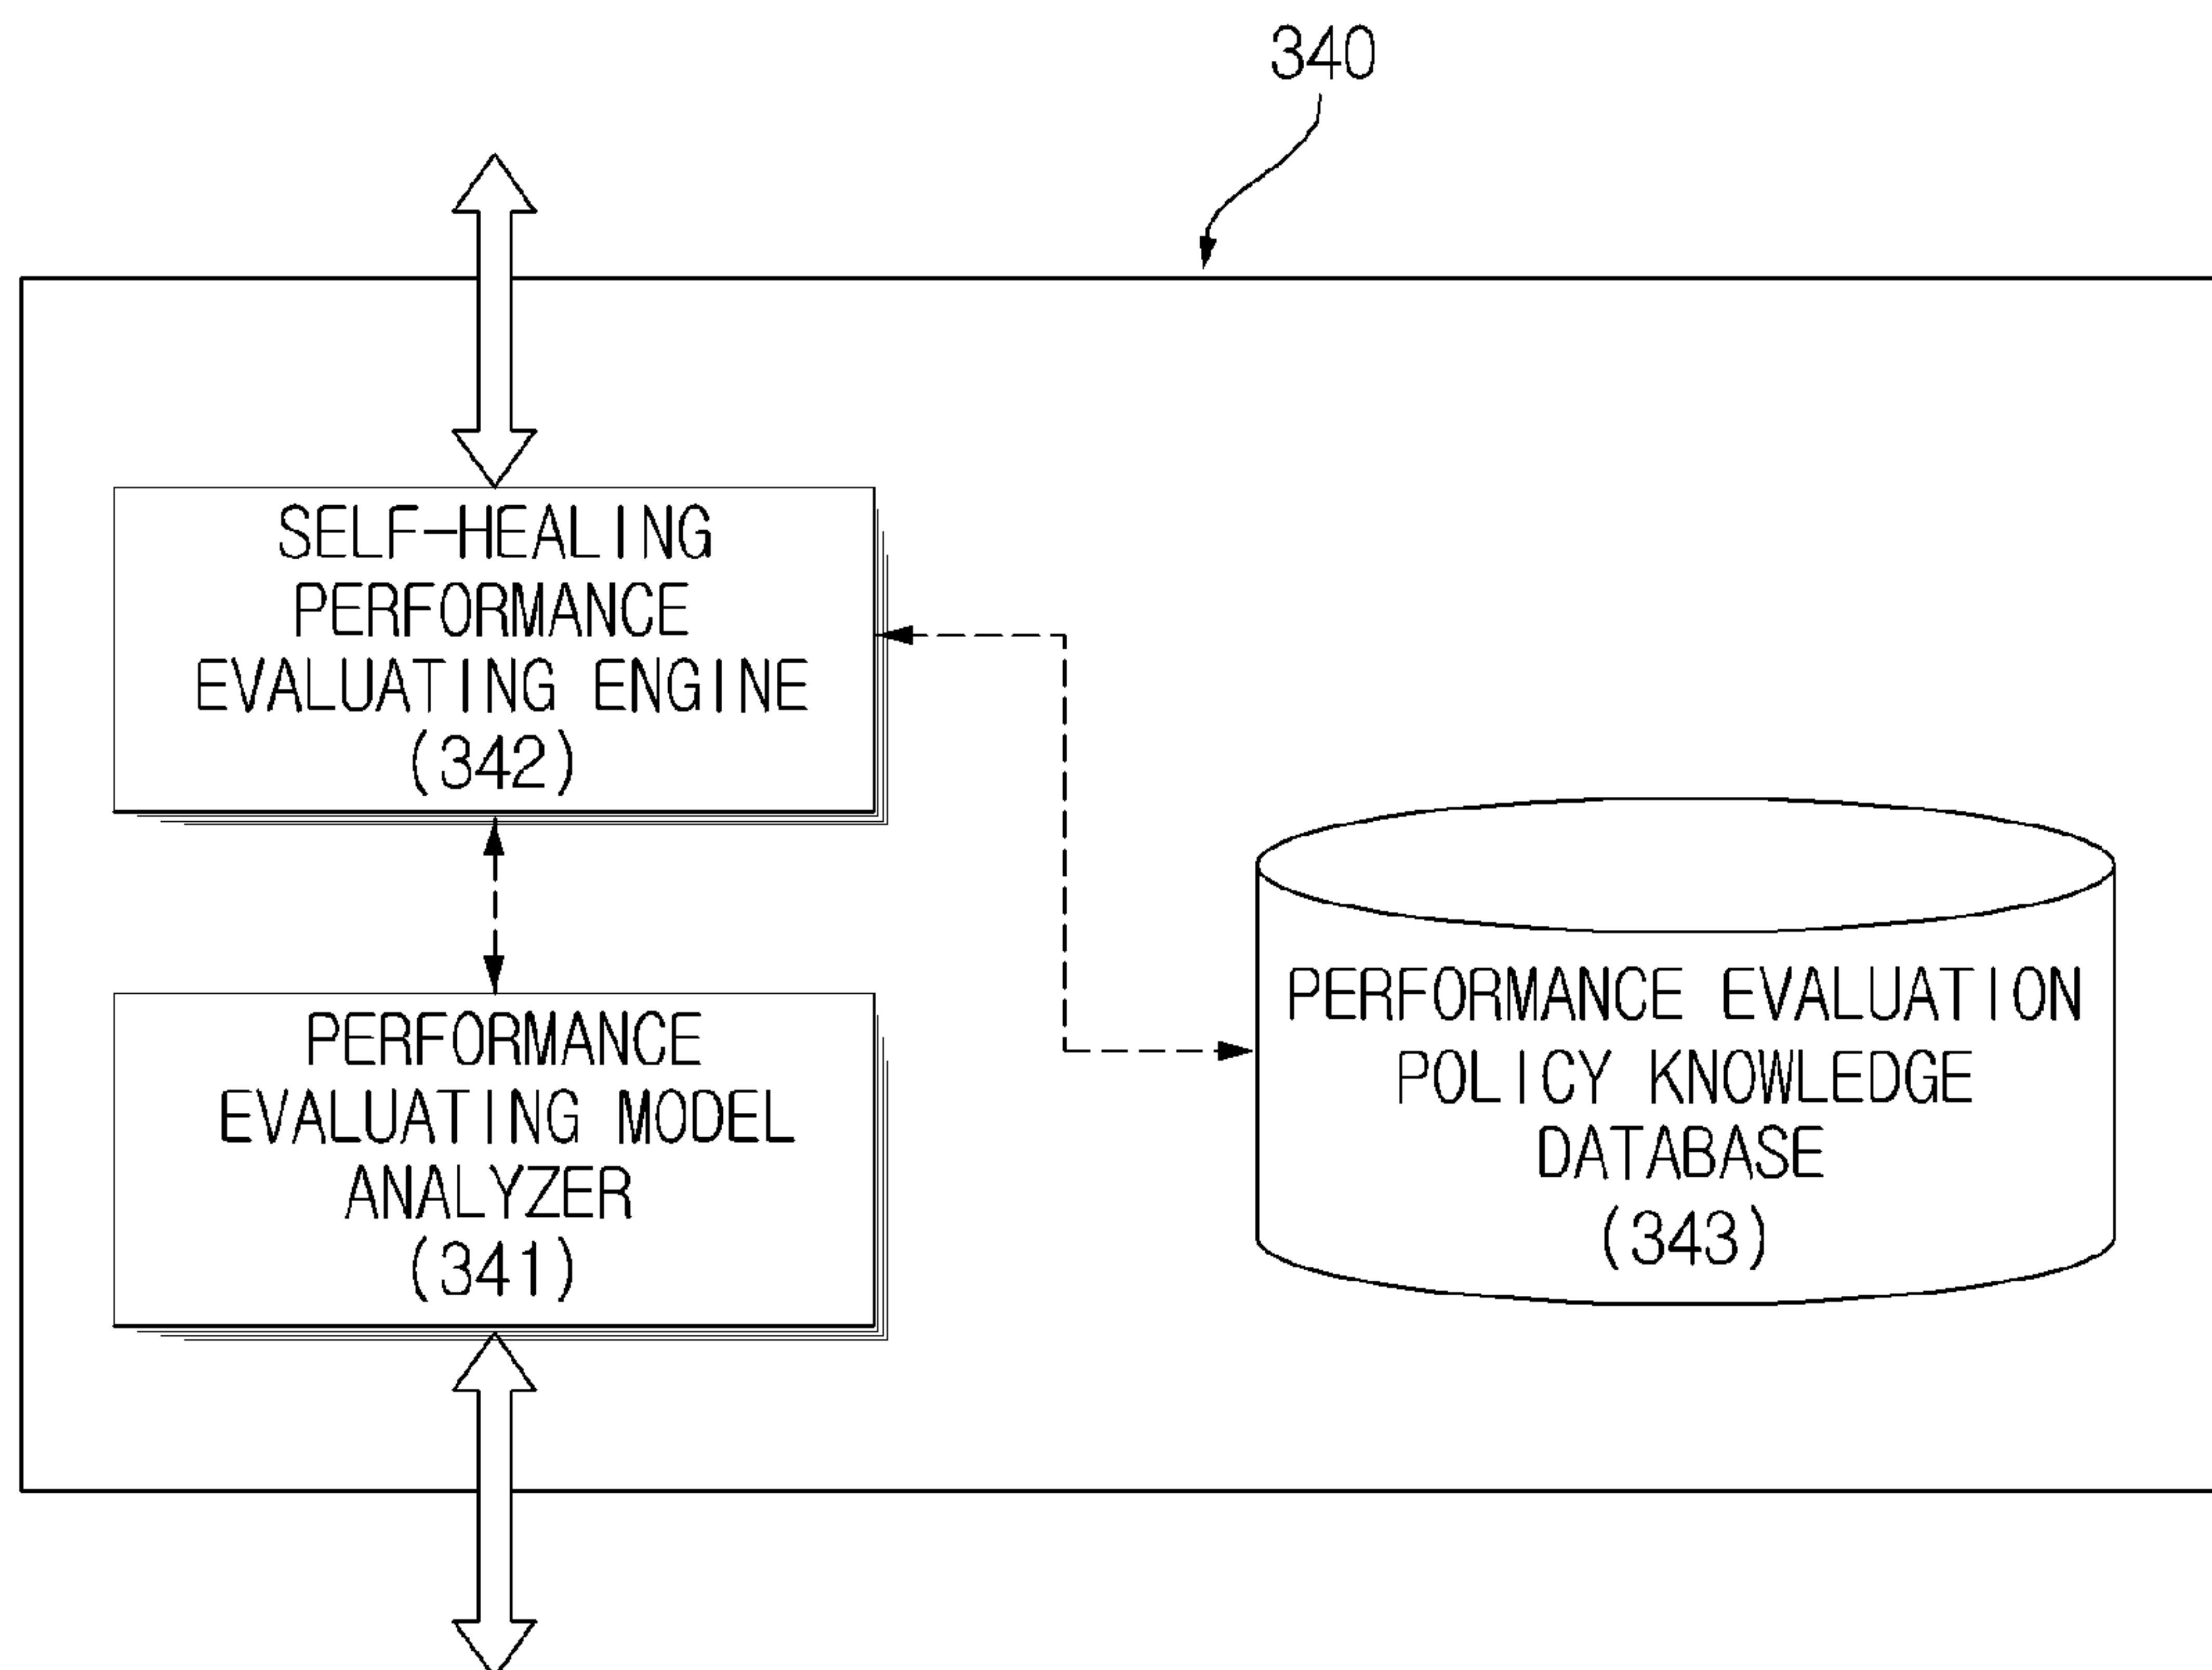 340
SELF-HEALING
PERFORMANCE
EVALUATING ENGINE
(342)
PERFORMANCE
EVALUATING MODEL
ANALYZER
(341)
PERFORMANCE EVALUATION
POLICY KNOWLEDGE
DATABASE
(343)